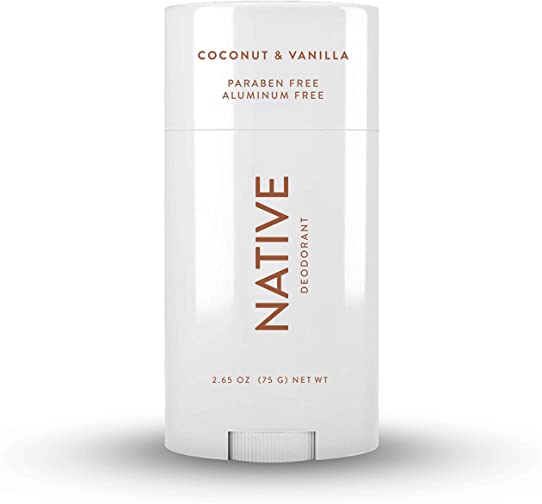 COCONUT & VANILLA
PARABEN FREE
ALUMINUM FREE
NATIVE
DEODORANT
2.65 OZ (75 G) NET WT